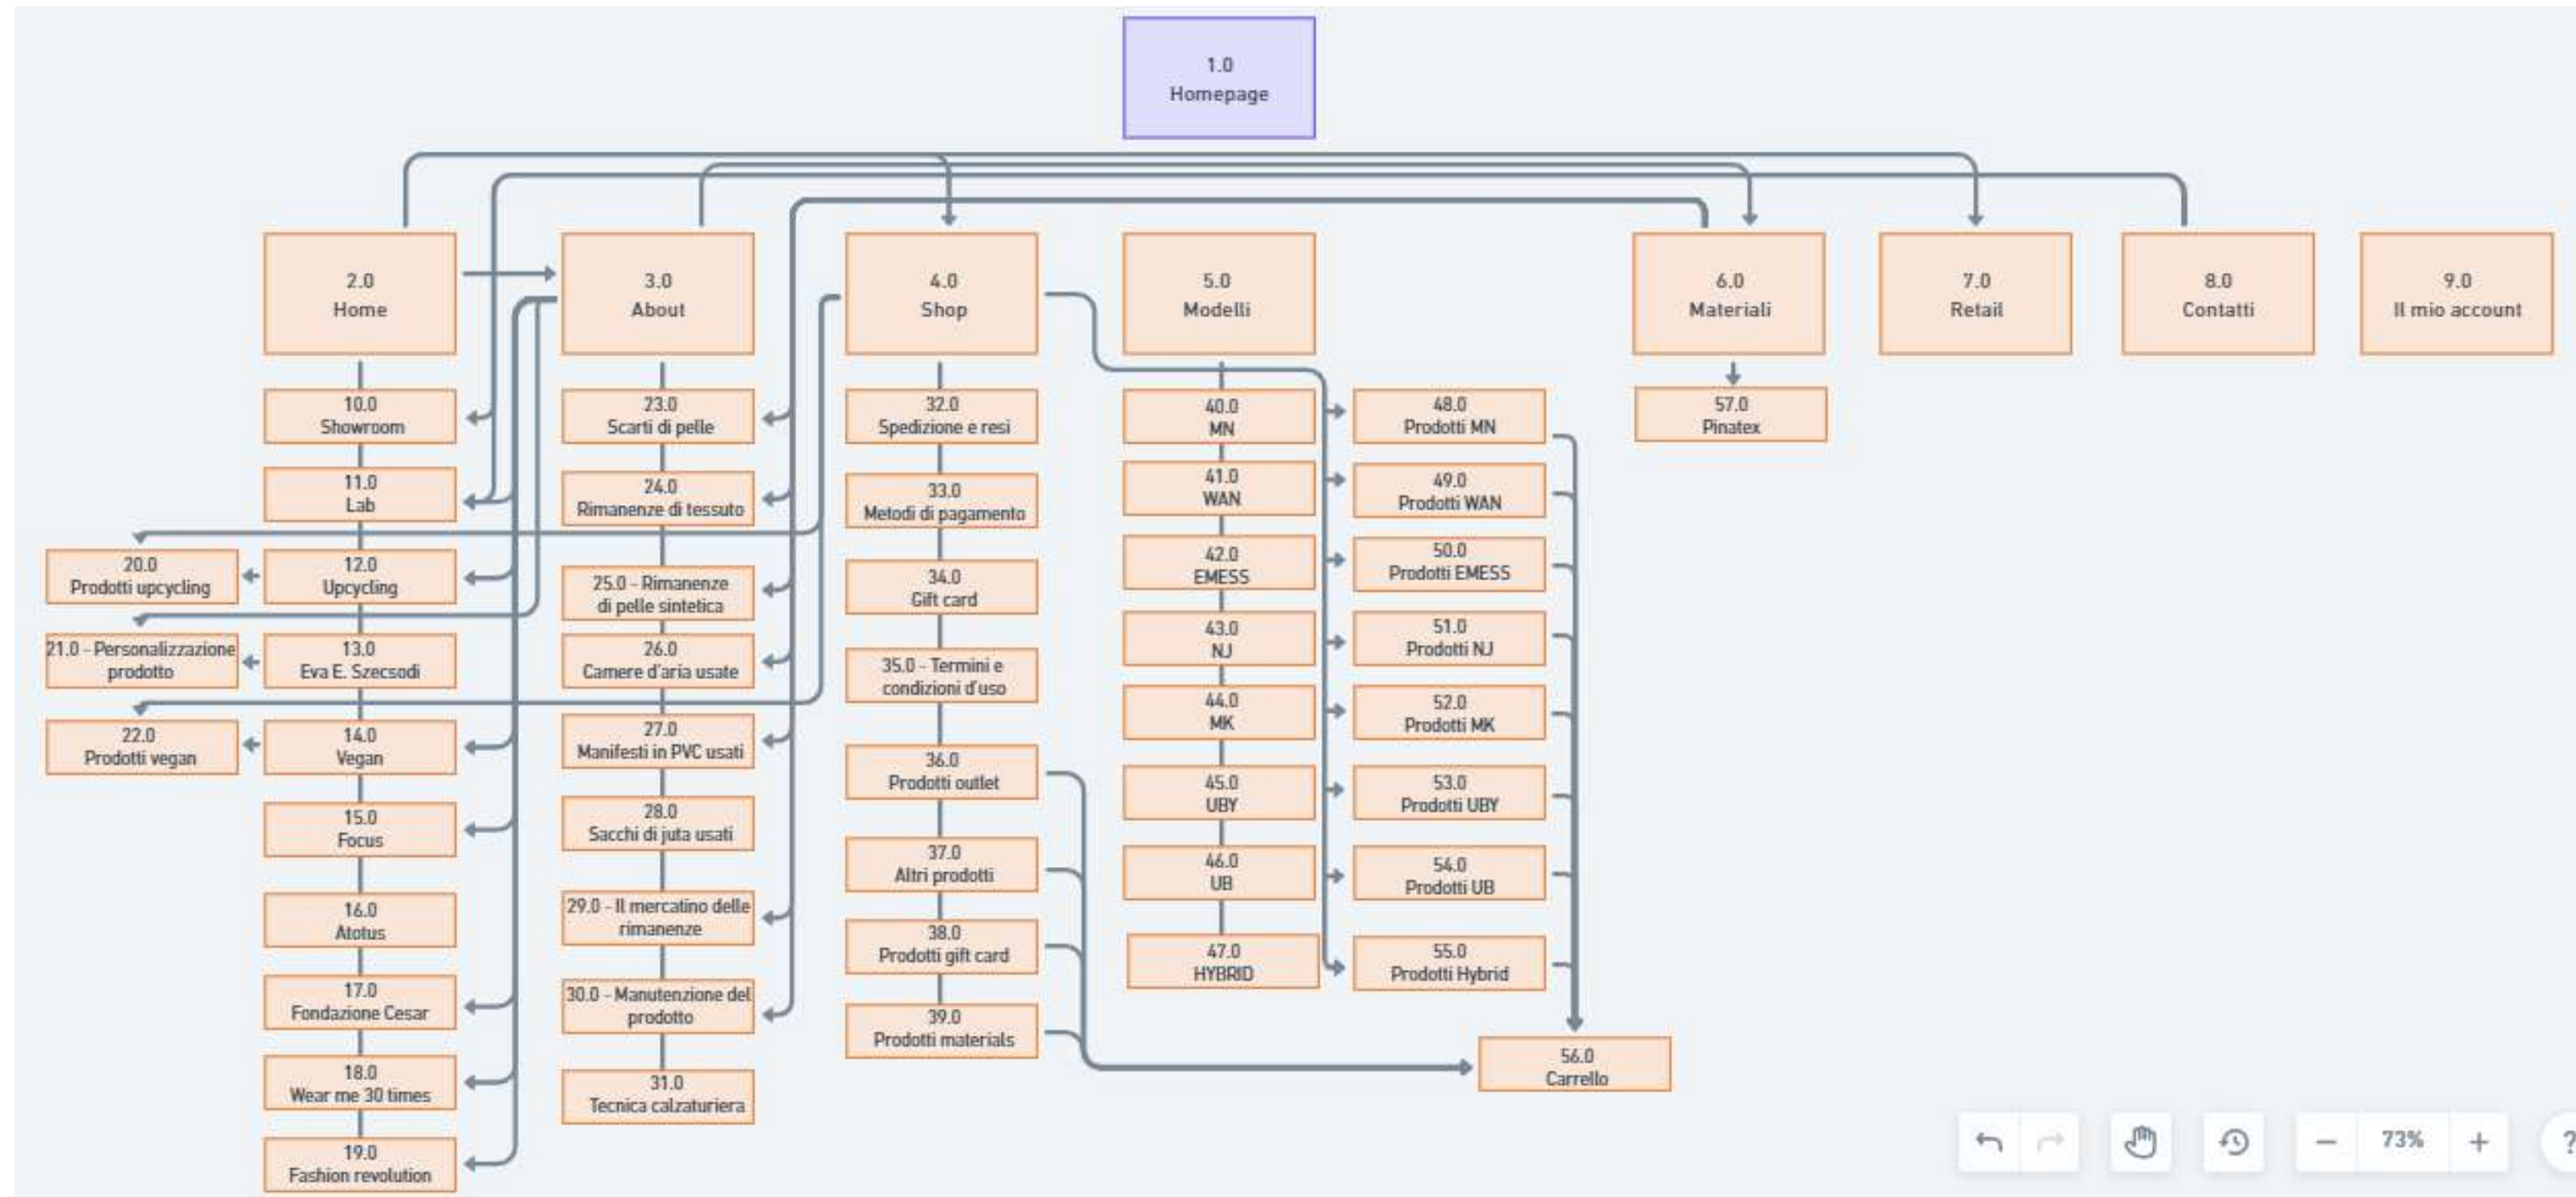 1.0
Homepage
2.0
Home
3.0
About
4.0
Shop
5.0
Modelli
6.0
Materiali
7.0
Retail
8.0
Contatti
9.0
Il mio account
10.0
Showroom
11.0
Lab
12.0
Upcycling
13.0
Eva E. Szecsodi
14.0
Vegan
15.0
Focus
16.0
Atotus
17.0
Fondazione Cesar
18.0
Wear me 30 times
19.0
Fashion revolution
20.0
Prodotti upcycling
21.0 - Personalizzazione
prodotto
22.0
Prodotti vegan
23.0
Scarti di pelle
24.0
Rimanenze di tessuto
25.0 - Rimanenze
di pelle sintetica
26.0
Camere d'aria usate
27.0
Manifesti in PVC usati
28.0
Sacchi di juta usati
29.0 - Il mercatino delle
rimanenze
30.0 - Manutenzione del
prodotto
31.0
Tecnica calzaturiera
32.0
Spedizione e resi
33.0
Metodi di pagamento
34.0
Gift card
35.0 - Termini e
condizioni d'uso
36.0
Prodotti outlet
37.0
Altri prodotti
38.0
Prodotti gift card
39.0
Prodotti materials
40.0
MN
41.0
WAN
42.0
EMESS
43.0
NJ
44.0
MK
45.0
UBY
46.0
UB
47.0
HYBRID
48.0
Prodotti MN
49.0
Prodotti WAN
50.0
Prodotti EMESS
51.0
Prodotti NJ
52.0
Prodotti MK
53.0
Prodotti UBY
54.0
Prodotti UB
55.0
Prodotti Hybrid
56.0
Carrello
57.0
Pinatex
73%
?